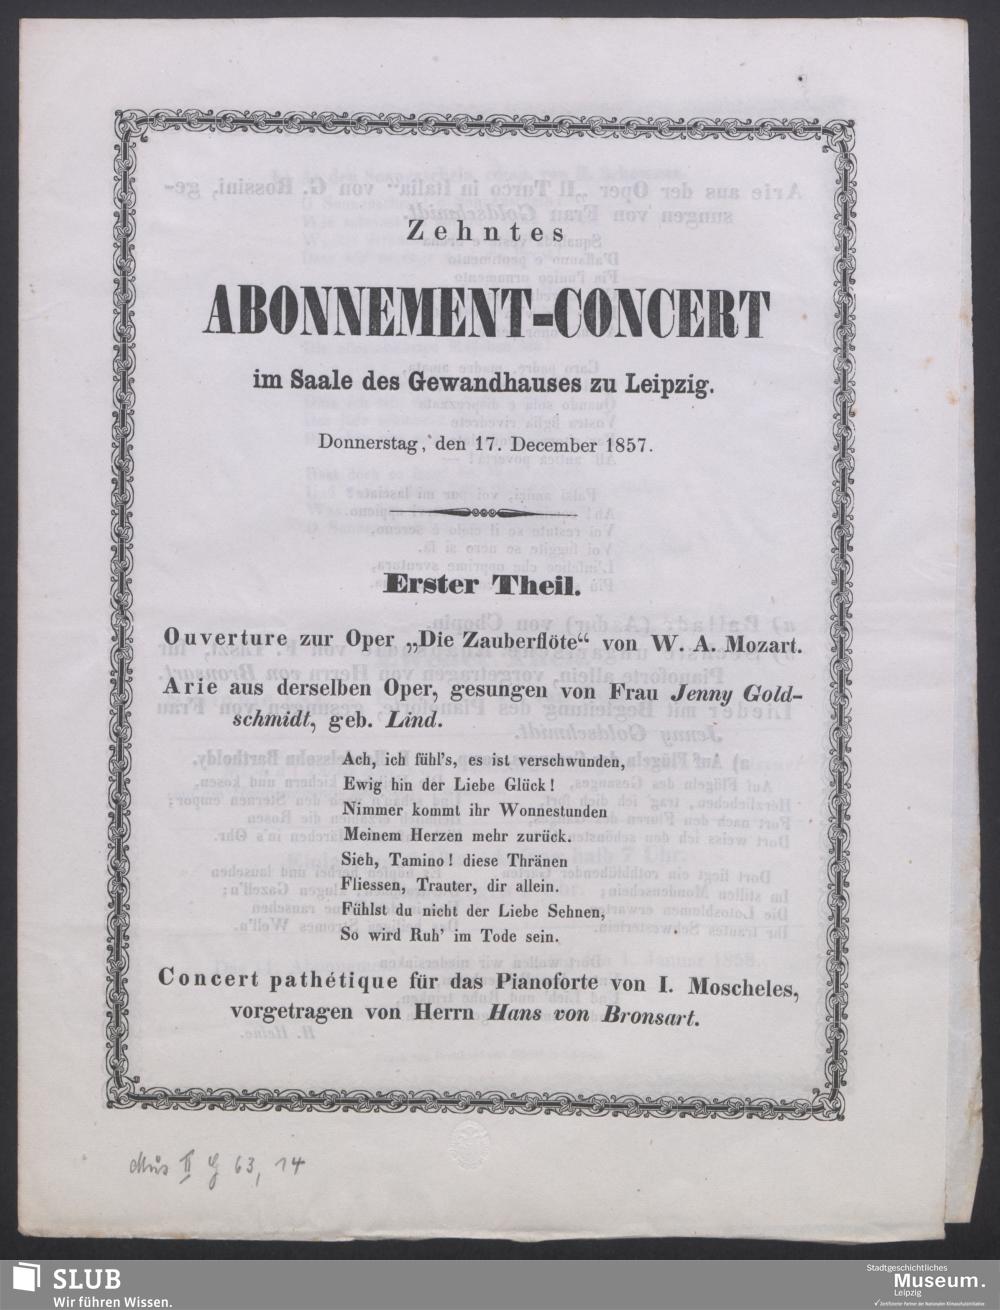 Zehntes
ABONNEMENT-CONCERT
im Saale des Gewandhauses zu Leipzig.
Donnerstag, den 17. December 1857.
Erster Theil.
Ouverture zur Oper „Die Zauberflöte“ von W. A. Mozart.
Arie aus derselben Oper, gesungen von Frau Jenny Gold-
schmidt, geb. Lind.
Ach, ich fühl's, es ist verschwunden,
Ewig hin der Liebe Glück!
Nimmer kommt ihr Wonnestunden
Meinem Herzen mehr zurück.
Sieh, Tamino! diese Thränen
Fliessen, Trauter, dir allein.
Fühlst du nicht der Liebe Sehnen,
So wird Ruh' im Tode sein.
Concert pathétique für das Pianoforte von I. Moscheles,
vorgetragen von Herrn Hans von Bronsart.
Mus II G 63, 14
SLUB
Wir führen Wissen.
Stadtgeschichtliches
Museum.
Leipzig